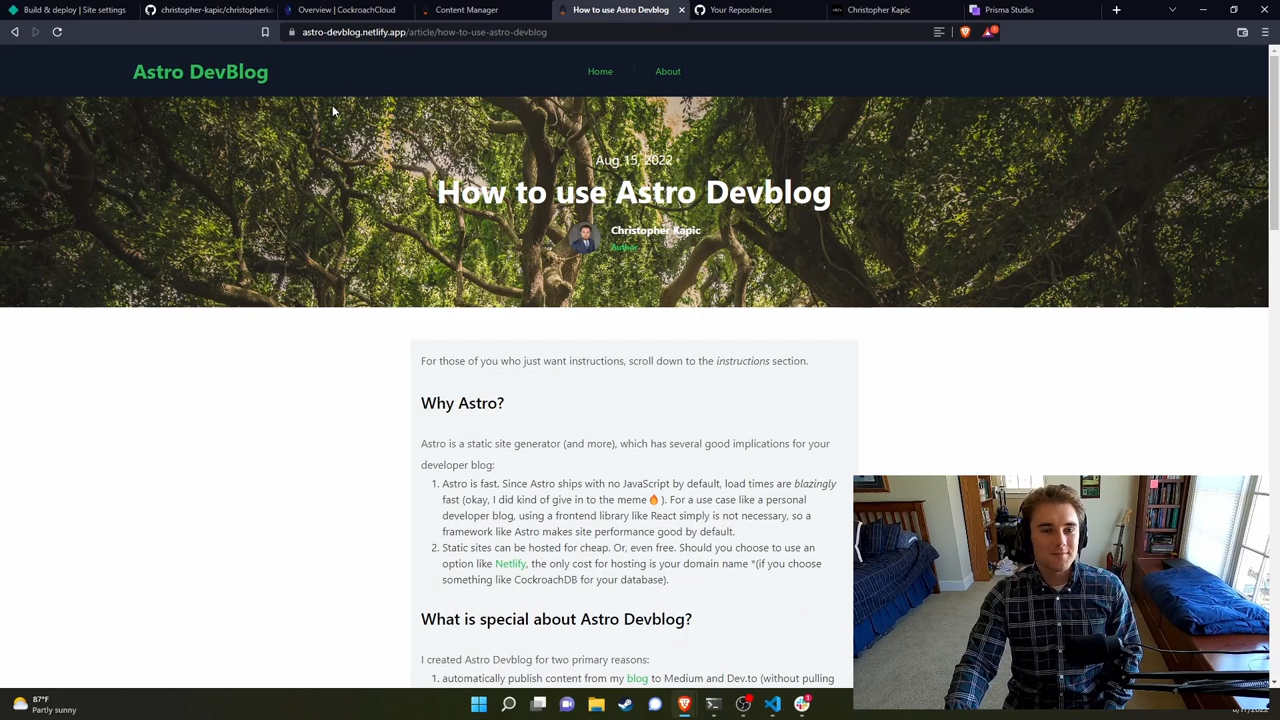 Build & deploy | Site settings
christopher-kapic/christopherka
Overview | CockroachCloud
Content Manager
How to use Astro Devblog
Your Repositories
Christopher Kapic
Prisma Studio
astro-devblog.netlify.app/article/how-to-use-astro-devblog
Astro DevBlog
Home
About
Aug 15, 2022
How to use Astro Devblog
Christopher Kapic
Author
For those of you who just want instructions, scroll down to the instructions section.
Why Astro?
Astro is a static site generator (and more), which has several good implications for your
developer blog:
1. Astro is fast. Since Astro ships with no JavaScript by default, load times are blazingly
fast (okay, I did kind of give in to the meme 🔥). For a use case like a personal
developer blog, using a frontend library like React simply is not necessary, so a
framework like Astro makes site performance good by default.
2. Static sites can be hosted for cheap. Or, even free. Should you choose to use an
option like Netlify, the only cost for hosting is your domain name *(if you choose
something like CockroachDB for your database).
What is special about Astro Devblog?
I created Astro Devblog for two primary reasons:
1. automatically publish content from my blog to Medium and Dev.to (without pulling
87°F
Partly sunny